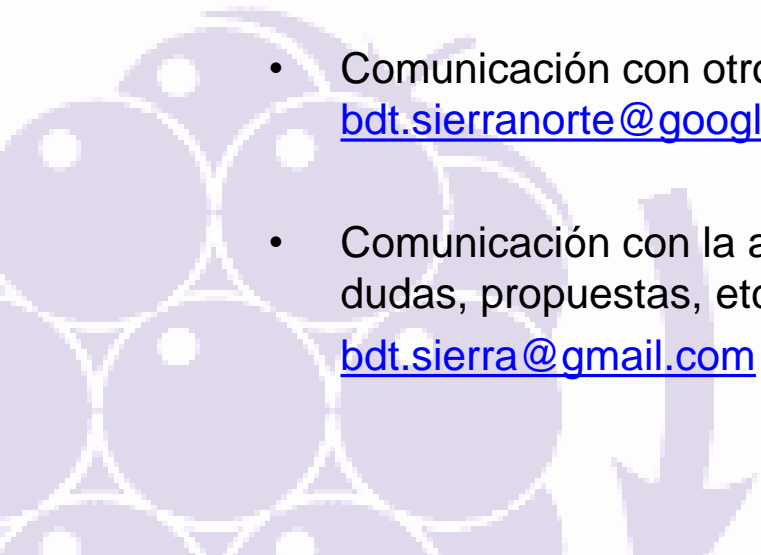 • Comunicación con otro
bdt.sierranorte@googl
• Comunicación con la a
dudas, propuestas, etc
bdt.sierra@gmail.com